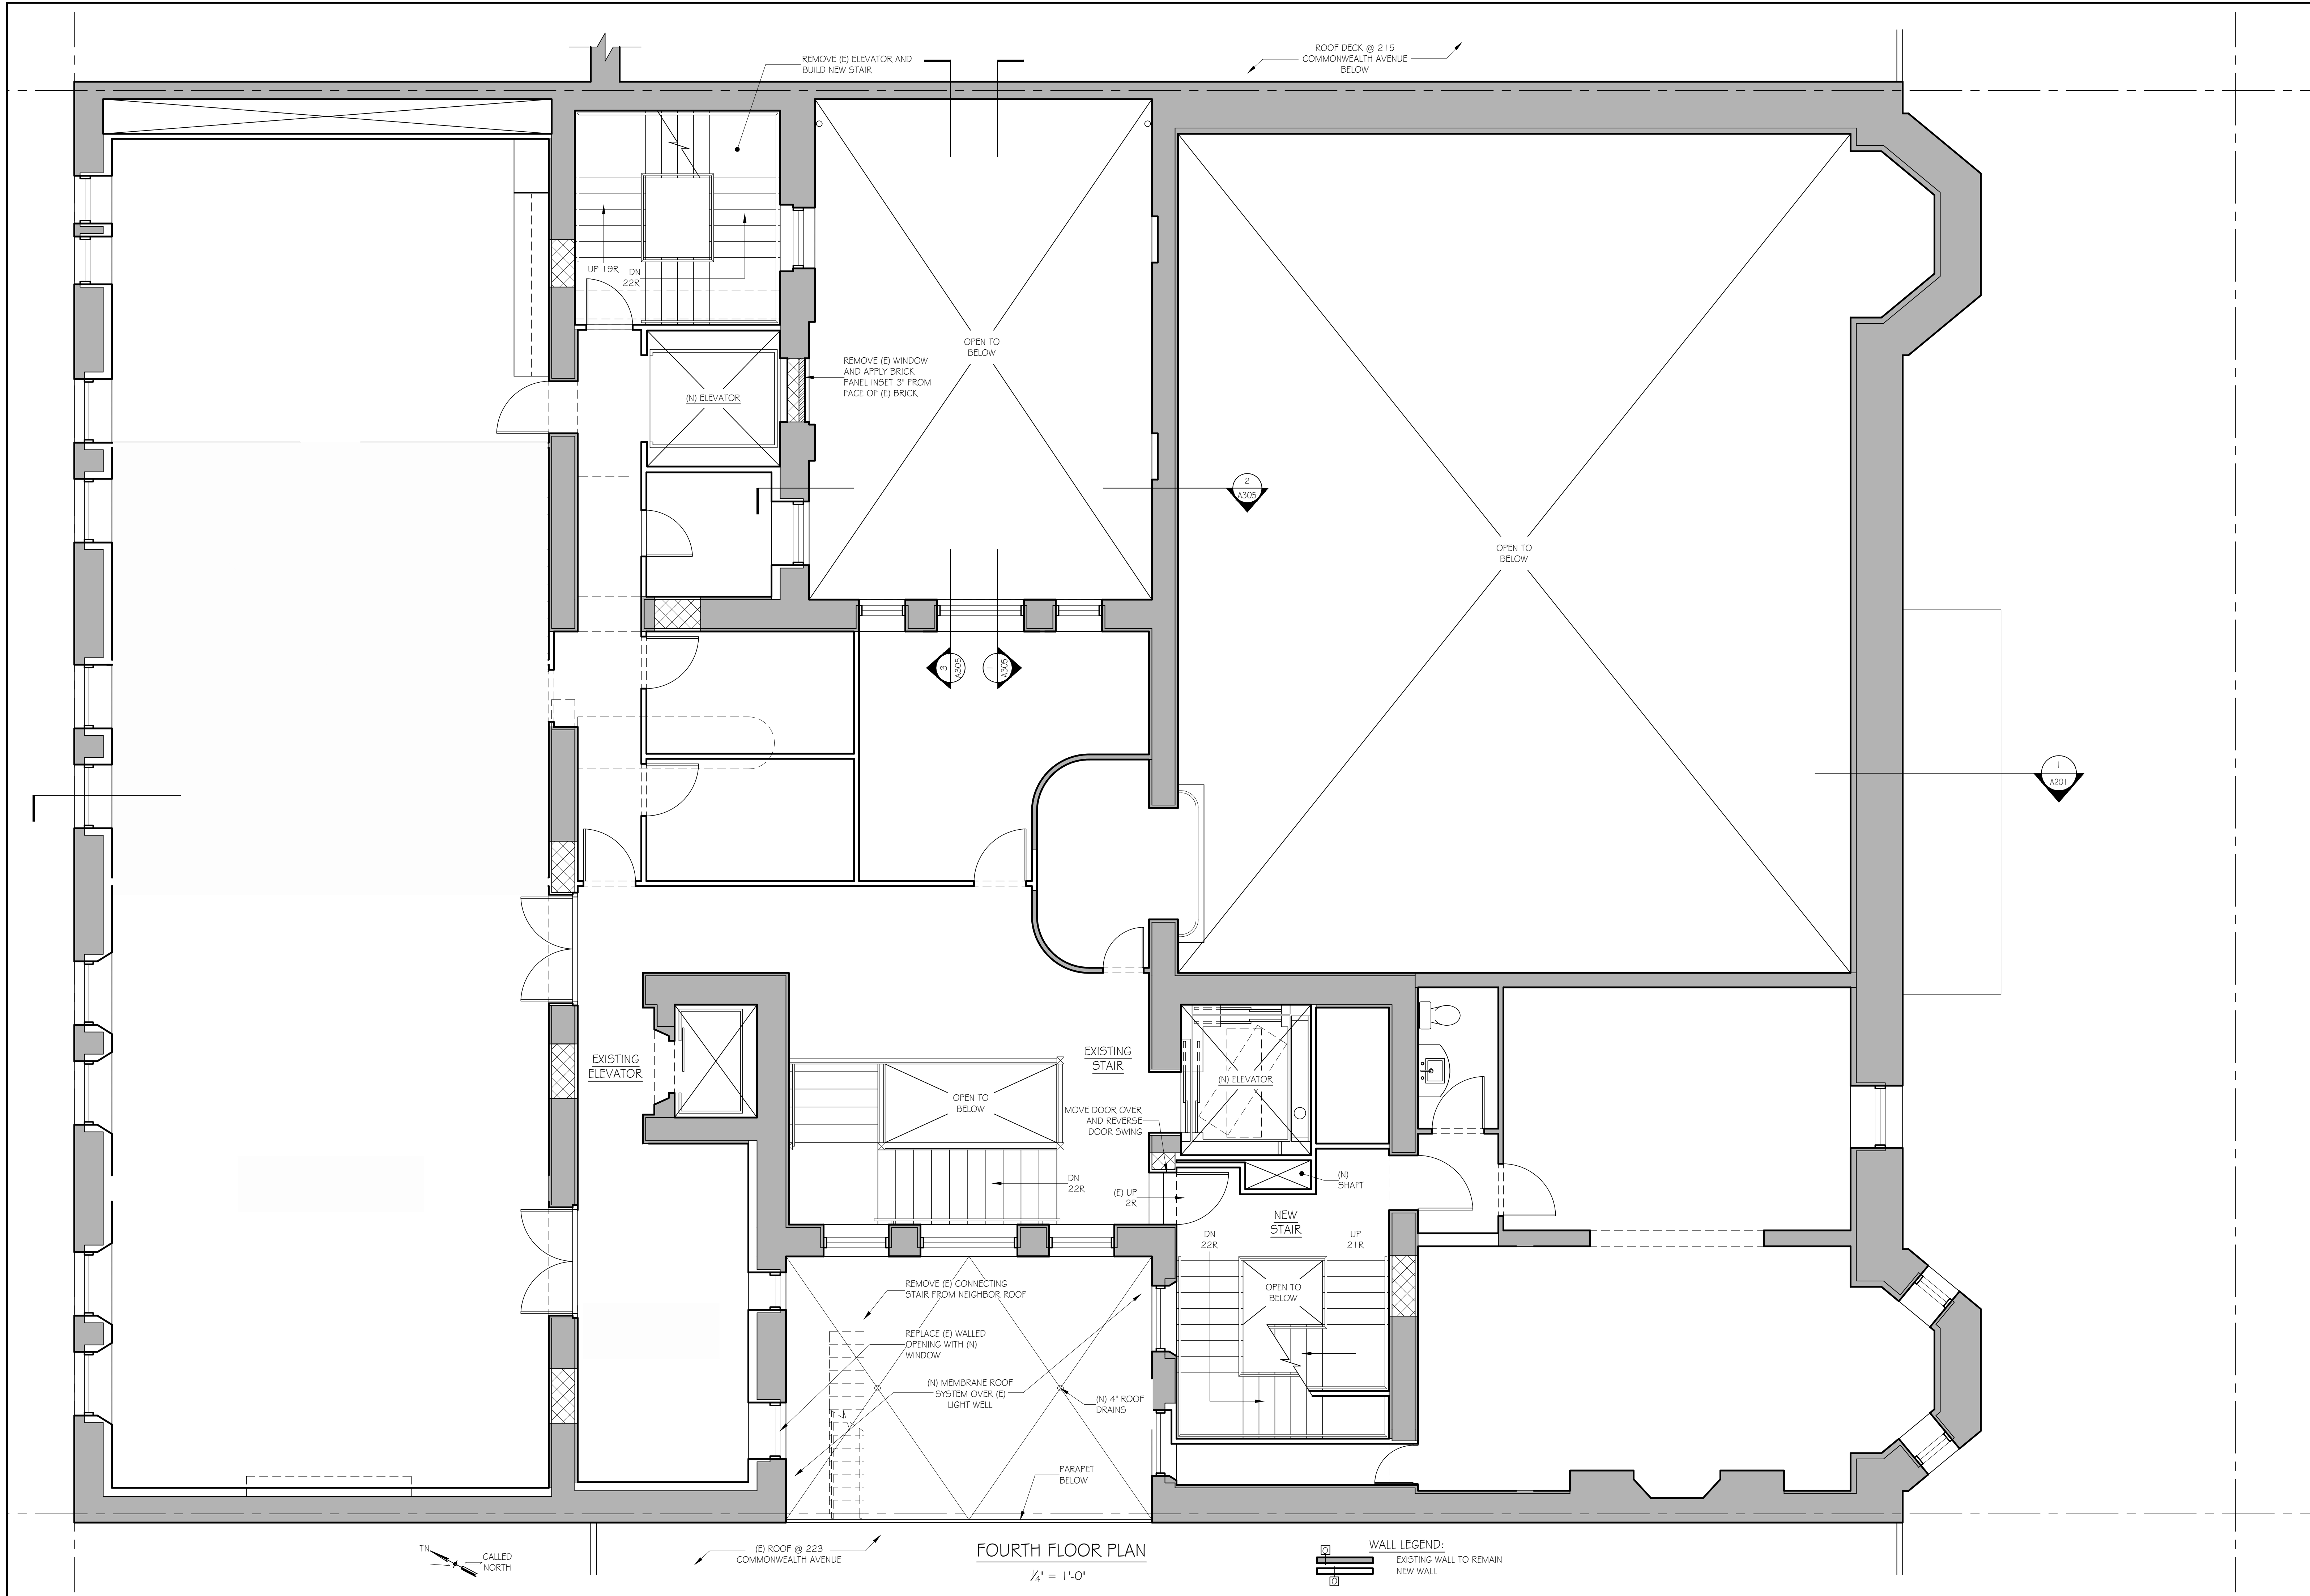 REMOVE (E) ELEVATOR AND
BUILD NEW STAIR
ROOF DECK @ 215
COMMONWEALTH AVENUE
BELOW
UP 19R
DN
22R
OPEN TO
BELOW
REMOVE (E) WINDOW
AND APPLY BRICK
PANEL INSET 3" FROM
FACE OF (E) BRICK
(N) ELEVATOR
2
A305
OPEN TO
BELOW
3
A305
1
A305
1
A201
EXISTING
ELEVATOR
EXISTING
STAIR
OPEN TO
BELOW
(N) ELEVATOR
MOVE DOOR OVER
AND REVERSE
DOOR SWING
DN
22R
(E) UP
2R
(N)
SHAFT
NEW
STAIR
DN
22R
UP
21R
OPEN TO
BELOW
REMOVE (E) CONNECTING
STAIR FROM NEIGHBOR ROOF
REPLACE (E) WALLED
OPENING WITH (N)
WINDOW
(N) MEMBRANE ROOF
SYSTEM OVER (E)
LIGHT WELL
(N) 4" ROOF
DRAINS
PARAPET
BELOW
TN
CALLED
NORTH
(E) ROOF @ 223
COMMONWEALTH AVENUE
FOURTH FLOOR PLAN
1/4" = 1'-0"
WALL LEGEND:
EXISTING WALL TO REMAIN
NEW WALL